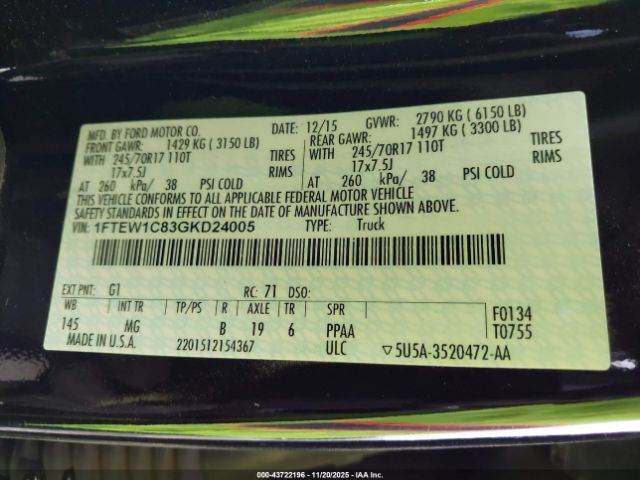 MFD. BY FORD MOTOR CO. DATE: 12/15 GVWR: 2790 KG ( 6150 LB)
FRONT GAWR: 1429 KG ( 3150 LB) REAR GAWR: 1497 KG ( 3300 LB)
WITH 245/70R17 110T TIRES WITH 245/70R17 110T TIRES
17x7.5J RIMS 17x7.5J RIMS
AT 260 kPa/ 38 PSI COLD AT 260 kPa/ 38 PSI COLD
THIS VEHICLE CONFORMS TO ALL APPLICABLE FEDERAL MOTOR VEHICLE
SAFETY STANDARDS IN EFFECT ON THE DATE OF MANUFACTURE SHOWN ABOVE.
VIN: 1FTEW1C83GKD24005 TYPE: Truck
EXT PNT: G1 RC: 71 DSO:
WB INT TR TP/PS R AXLE TR SPR F0134
145 MG B 19 6 PPAA T0755
MADE IN U.S.A. 2201512154367 ULC ▽5U5A-3520472-AA
000-43722196 - 11/20/2025 - IAA Inc.